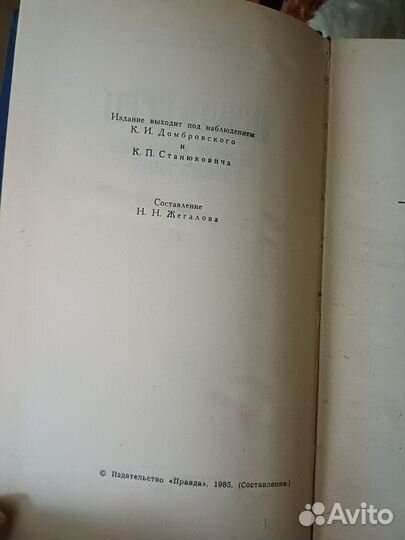 Издание выходит под наблюдением
К. И. Домбровского
и
К. П. Станюковича
Составление
Н. Н. Жегалова
© Издательство «Правда». 1985. (Составление.)
Avito